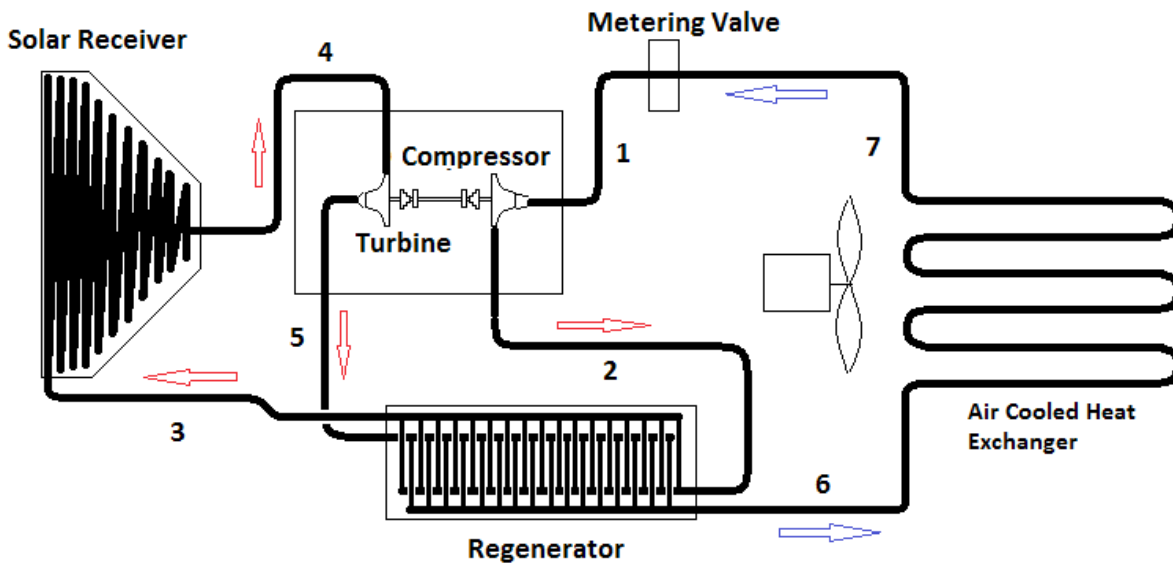 Metering Valve
Solar Receiver
4
Compressor
1
7
Turbine
5
2
3
Air Cooled Heat
Exchanger
6
Regenerator